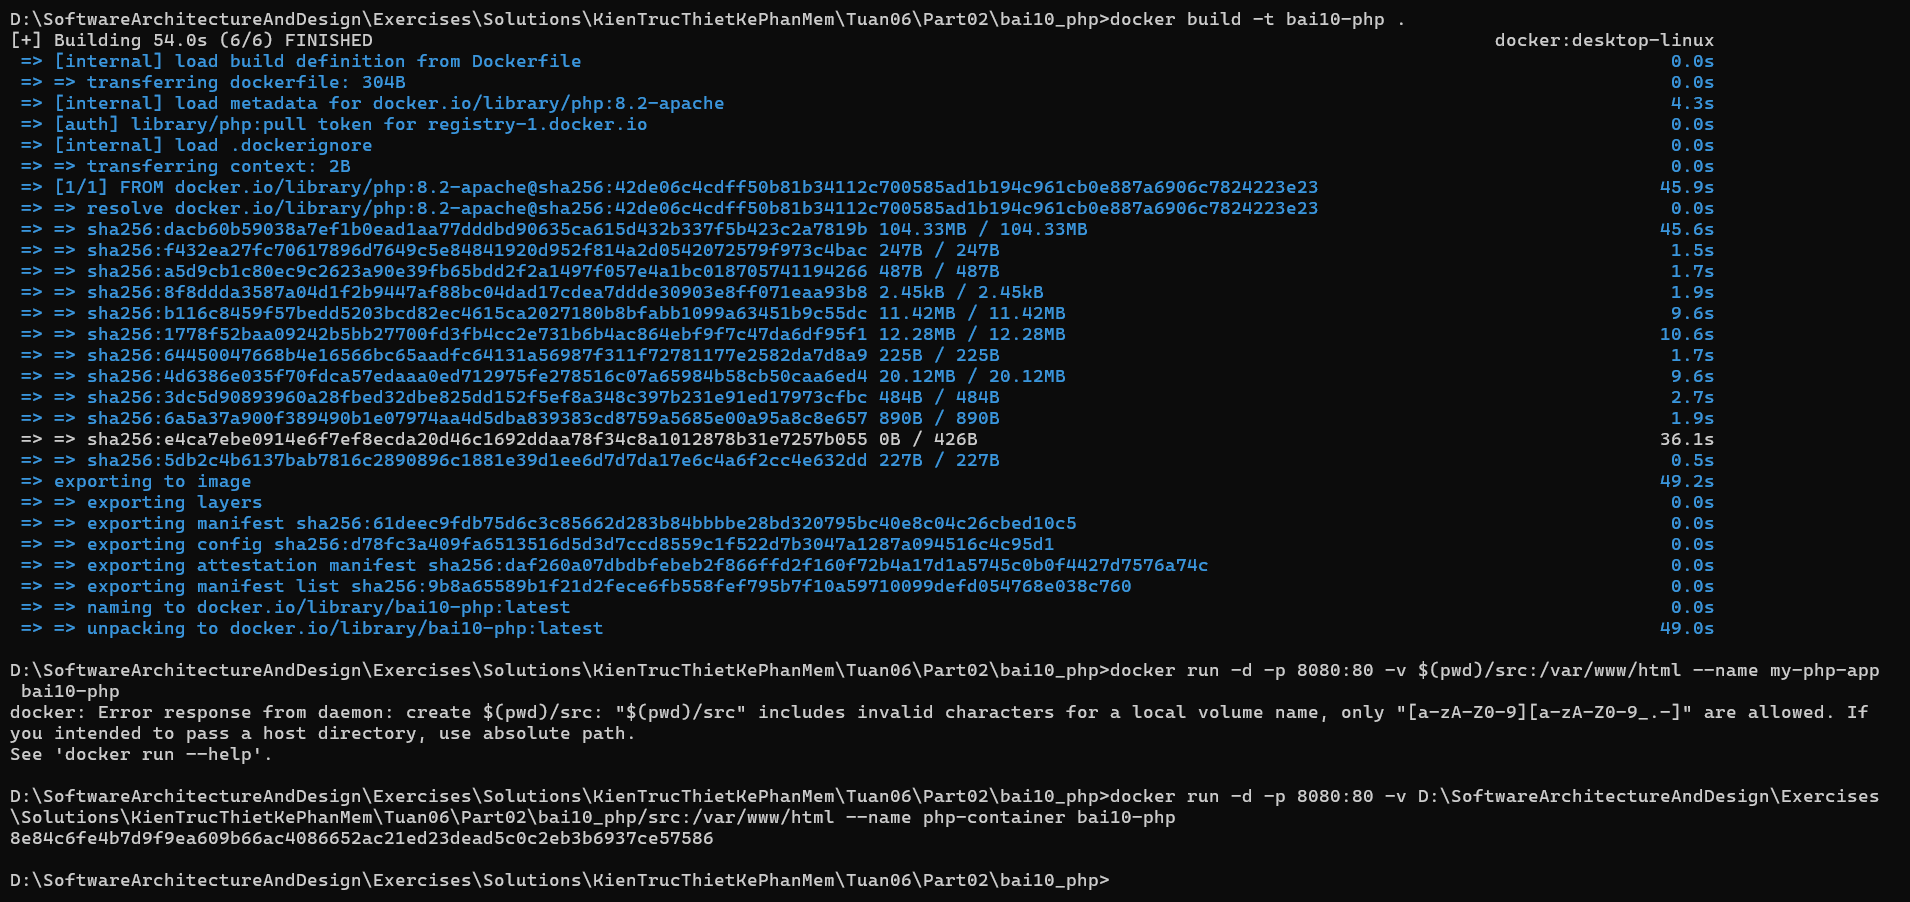 D:\SoftwareArchitectureAndDesign\Exercises\Solutions\KienTrucThietKePhanMem\Tuan06\Part02\bai10_php>docker build -t bai10-php .
[+] Building 54.0s (6/6) FINISHED docker:desktop-linux
=> [internal] load build definition from Dockerfile 0.0s
=> => transferring dockerfile: 304B 0.0s
=> [internal] load metadata for docker.io/library/php:8.2-apache 4.3s
=> [auth] library/php:pull token for registry-1.docker.io 0.0s
=> [internal] load .dockerignore 0.0s
=> => transferring context: 2B 0.0s
=> [1/1] FROM docker.io/library/php:8.2-apache@sha256:42de06c4cdff50b81b34112c700585ad1b194c961cb0e887a6906c7824223e23 45.9s
=> => resolve docker.io/library/php:8.2-apache@sha256:42de06c4cdff50b81b34112c700585ad1b194c961cb0e887a6906c7824223e23 0.0s
=> => sha256:dacb60b59038a7ef1b0ead1aa77dddbd90635ca615d432b337f5b423c2a7819b 104.33MB / 104.33MB 45.6s
=> => sha256:f432ea27fc70617896d7649c5e84841920d952f814a2d0542072579f973c4bac 247B / 247B 1.5s
=> => sha256:a5d9cb1c80ec9c2623a90e39fb65bdd2f2a1497f057e4a1bc018705741194266 487B / 487B 1.7s
=> => sha256:8f8ddda3587a04d1f2b9447af88bc04dad17cdea7ddde30903e8ff071eaa93b8 2.45kB / 2.45kB 1.9s
=> => sha256:b116c8459f57bedd5203bcd82ec4615ca2027180b8bfabb1099a63451b9c55dc 11.42MB / 11.42MB 9.6s
=> => sha256:1778f52baa09242b5bb27700fd3fb4cc2e731b6b4ac864ebf9f7c47da6df95f1 12.28MB / 12.28MB 10.6s
=> => sha256:64450047668b4e16566bc65aadfc64131a56987f311f72781177e2582da7d8a9 225B / 225B 1.7s
=> => sha256:4d6386e035f70fdca57edaaa0ed712975fe278516c07a65984b58cb50caa6ed4 20.12MB / 20.12MB 9.6s
=> => sha256:3dc5d90893960a28fbed32dbe825dd152f5ef8a348c397b231e91ed17973cfbc 484B / 484B 2.7s
=> => sha256:6a5a37a900f389490b1e07974aa4d5dba839383cd8759a5685e00a95a8c8e657 890B / 890B 1.9s
=> => sha256:e4ca7ebe0914e6f7ef8ecda20d46c1692ddaa78f34c8a1012878b31e7257b055 0B / 426B 36.1s
=> => sha256:5db2c4b6137bab7816c2890896c1881e39d1ee6d7d7da17e6c4a6f2cc4e632dd 227B / 227B 0.5s
=> exporting to image 49.2s
=> => exporting layers 0.0s
=> => exporting manifest sha256:61deec9fdb75d6c3c85662d283b84bbbbe28bd320795bc40e8c04c26cbed10c5 0.0s
=> => exporting config sha256:d78fc3a409fa6513516d5d3d7ccd8559c1f522d7b3047a1287a094516c4c95d1 0.0s
=> => exporting attestation manifest sha256:daf260a07dbdbfebeb2f866ffd2f160f72b4a17d1a5745c0b0f4427d7576a74c 0.0s
=> => exporting manifest list sha256:9b8a65589b1f21d2fece6fb558fef795b7f10a59710099defd054768e038c760 0.0s
=> => naming to docker.io/library/bai10-php:latest 0.0s
=> => unpacking to docker.io/library/bai10-php:latest 49.0s
D:\SoftwareArchitectureAndDesign\Exercises\Solutions\KienTrucThietKePhanMem\Tuan06\Part02\bai10_php>docker run -d -p 8080:80 -v $(pwd)/src:/var/www/html --name my-php-app
bai10-php
docker: Error response from daemon: create $(pwd)/src: "$(pwd)/src" includes invalid characters for a local volume name, only "[a-zA-Z0-9][a-zA-Z0-9_.-]" are allowed. If
you intended to pass a host directory, use absolute path.
See 'docker run --help'.
D:\SoftwareArchitectureAndDesign\Exercises\Solutions\KienTrucThietKePhanMem\Tuan06\Part02\bai10_php>docker run -d -p 8080:80 -v D:\SoftwareArchitectureAndDesign\Exercises
\Solutions\KienTrucThietKePhanMem\Tuan06\Part02\bai10_php/src:/var/www/html --name php-container bai10-php
8e84c6fe4b7d9f9ea609b66ac4086652ac21ed23dead5c0c2eb3b6937ce57586
D:\SoftwareArchitectureAndDesign\Exercises\Solutions\KienTrucThietKePhanMem\Tuan06\Part02\bai10_php>